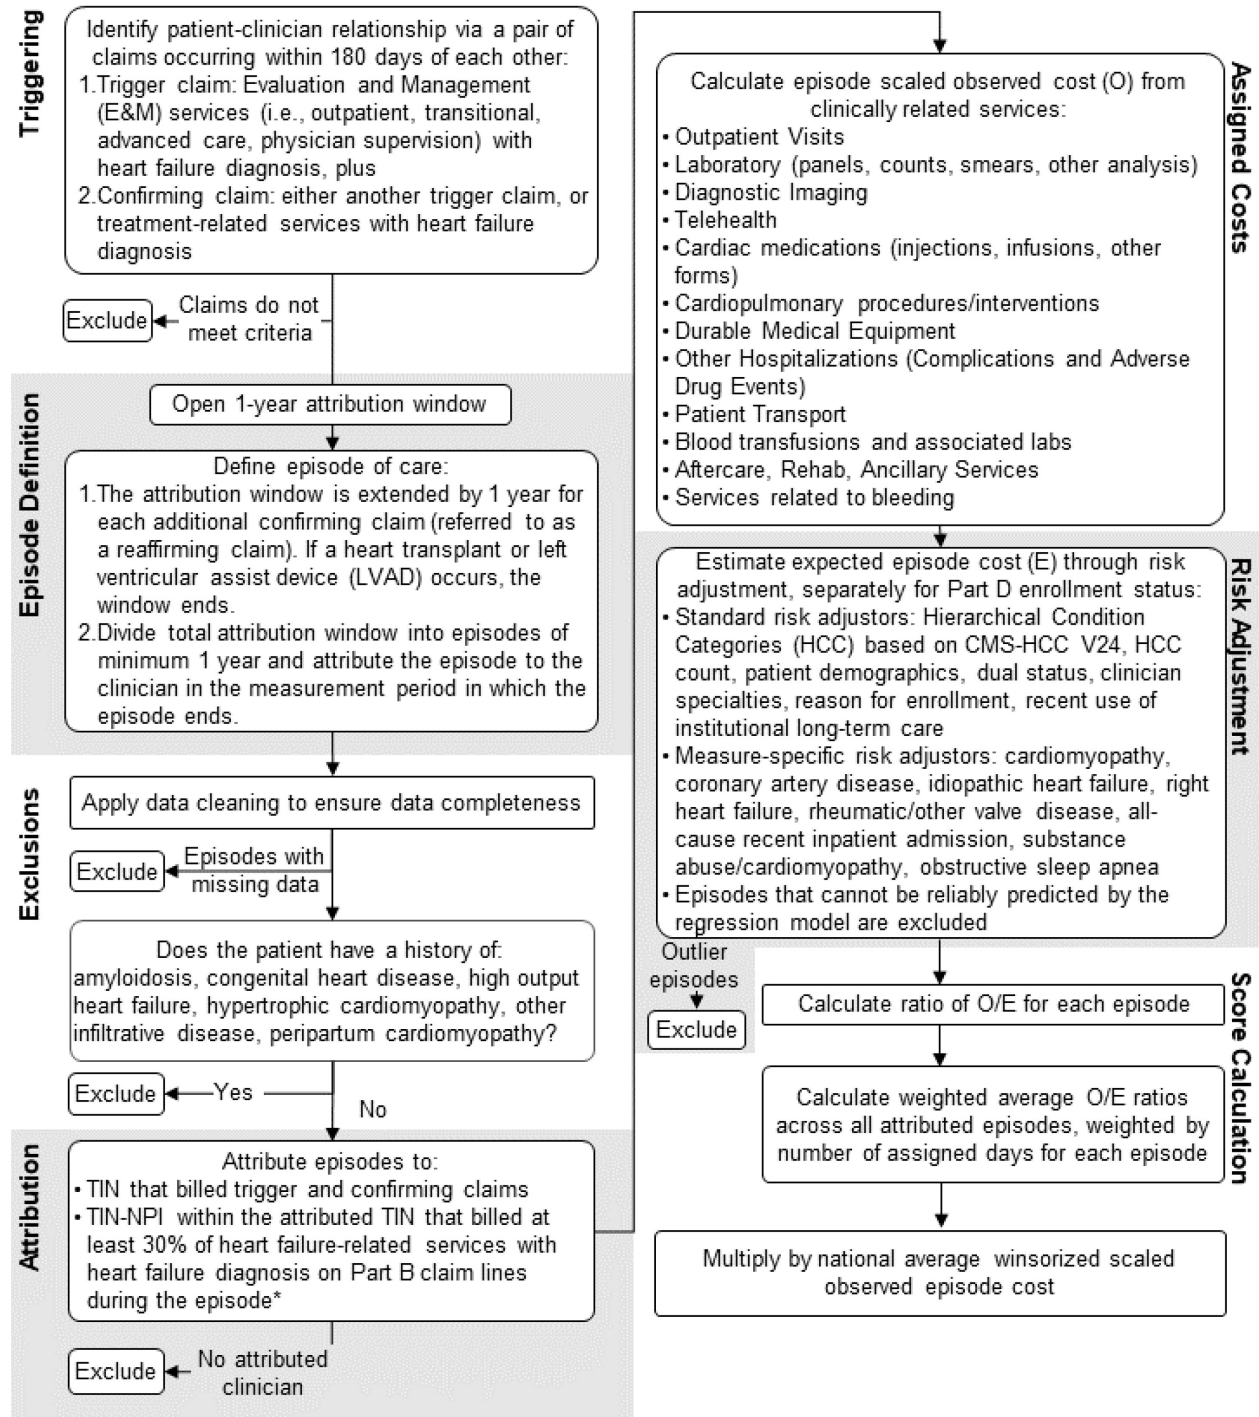 Triggering
Identify patient-clinician relationship via a pair of
claims occurring within 180 days of each other:
1.Trigger claim: Evaluation and Management
(E&M) services (i.e., outpatient, transitional,
advanced care, physician supervision) with
heart failure diagnosis, plus
2.Confirming claim: either another trigger claim, or
treatment-related services with heart failure
diagnosis
Exclude
Claims do not
meet criteria
Episode Definition
Open 1-year attribution window
Define episode of care:
1.The attribution window is extended by 1 year for
each additional confirming claim (referred to as
a reaffirming claim). If a heart transplant or left
ventricular assist device (LVAD) occurs, the
window ends.
2.Divide total attribution window into episodes of
minimum 1 year and attribute the episode to the
clinician in the measurement period in which the
episode ends.
Exclusions
Apply data cleaning to ensure data completeness
Exclude
Episodes with
missing data
Does the patient have a history of:
amyloidosis, congenital heart disease, high output
heart failure, hypertrophic cardiomyopathy, other
infiltrative disease, peripartum cardiomyopathy?
Exclude
Yes
No
Attribution
Attribute episodes to:
• TIN that billed trigger and confirming claims
• TIN-NPI within the attributed TIN that billed at
least 30% of heart failure-related services with
heart failure diagnosis on Part B claim lines
during the episode*
Exclude
No attributed
clinician
Assigned Costs
Calculate episode scaled observed cost (O) from
clinically related services:
• Outpatient Visits
• Laboratory (panels, counts, smears, other analysis)
• Diagnostic Imaging
• Telehealth
• Cardiac medications (injections, infusions, other
forms)
• Cardiopulmonary procedures/interventions
• Durable Medical Equipment
• Other Hospitalizations (Complications and Adverse
Drug Events)
• Patient Transport
• Blood transfusions and associated labs
• Aftercare, Rehab, Ancillary Services
• Services related to bleeding
Risk Adjustment
Estimate expected episode cost (E) through risk
adjustment, separately for Part D enrollment status:
• Standard risk adjustors: Hierarchical Condition
Categories (HCC) based on CMS-HCC V24, HCC
count, patient demographics, dual status, clinician
specialties, reason for enrollment, recent use of
institutional long-term care
• Measure-specific risk adjustors: cardiomyopathy,
coronary artery disease, idiopathic heart failure, right
heart failure, rheumatic/other valve disease, all-
cause recent inpatient admission, substance
abuse/cardiomyopathy, obstructive sleep apnea
• Episodes that cannot be reliably predicted by the
regression model are excluded
Outlier
episodes
Exclude
Score Calculation
Calculate ratio of O/E for each episode
Calculate weighted average O/E ratios
across all attributed episodes, weighted by
number of assigned days for each episode
Multiply by national average winsorized scaled
observed episode cost